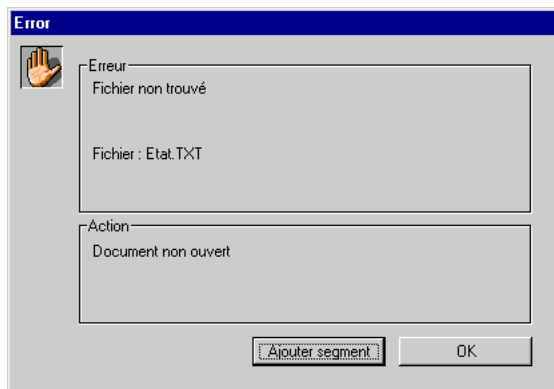 Error
Erreur
Fichier non trouvé
Fichier : Etat.TXT
Action
Document non ouvert
Ajouter segment
OK